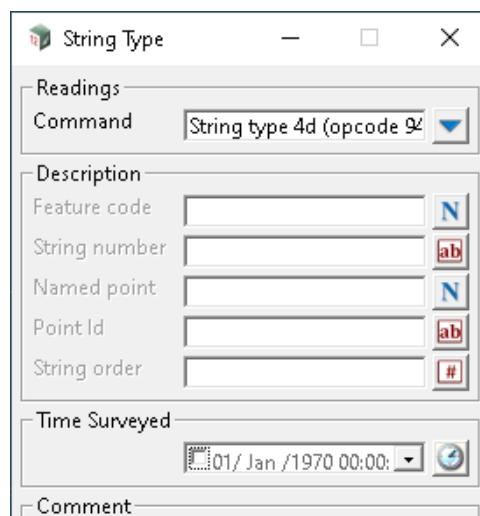 String Type
Readings
Command String type 4d (opcode 94
Description
Feature code N
String number ab
Named point N
Point Id ab
String order #
Time Surveyed
01/ Jan /1970 00:00:
Comment